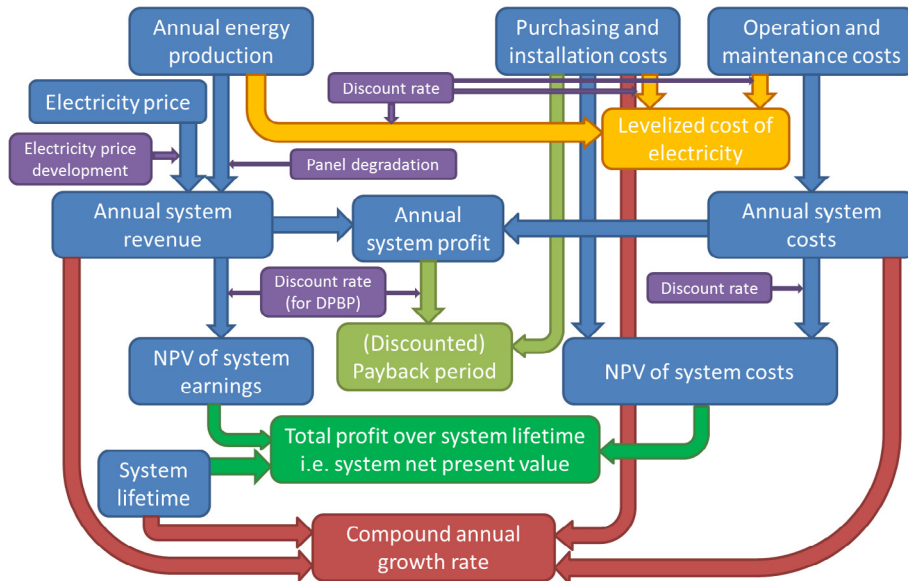 Annual energy
production
Purchasing and
installation costs
Operation and
maintenance costs
Discount rate
Electricity price
Levelized cost of
electricity
Electricity price
development
Panel degradation
Annual system
revenue
Annual
system profit
Annual system
costs
Discount rate
(for DPBP)
Discount rate
(Discounted)
Payback period
NPV of system
earnings
NPV of system costs
Total profit over system lifetime
i.e. system net present value
System
lifetime
Compound annual
growth rate